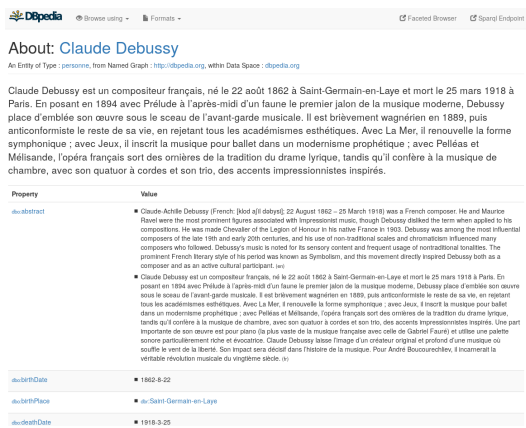 DBpedia Browse using Formats Faceted Browser Sparql Endpoint
About: Claude Debussy
An Entity of Type : personne, from Named Graph : http://dbpedia.org, within Data Space : dbpedia.org
Claude Debussy est un compositeur français, né le 22 août 1862 à Saint-Germain-en-Laye et mort le 25 mars 1918 à
Paris. En posant en 1894 avec Prélude à l'après-midi d'un faune le premier jalon de la musique moderne, Debussy
place d'emblée son œuvre sous le sceau de l'avant-garde musicale. Il est brièvement wagnérien en 1889, puis
anticonformiste le reste de sa vie, en rejetant tous les académismes esthétiques. Avec La Mer, il renouvelle la forme
symphonique ; avec Jeux, il inscrit la musique pour ballet dans un modernisme prophétique ; avec Pelléas et
Mélisande, l'opéra français sort des ornières de la tradition du drame lyrique, tandis qu'il confère à la musique de
chambre, avec son quatuor à cordes et son trio, des accents impressionnistes inspirés.
Property Value
dbo:abstract
Claude-Achille Debussy (French: [klod aʃil dəbysi]; 22 August 1862 – 25 March 1918) was a French composer. He and Maurice
Ravel were the most prominent figures associated with Impressionist music, though Debussy disliked the term when applied to his
compositions. He was made Chevalier of the Legion of Honour in his native France in 1903. Debussy was among the most influential
composers of the late 19th and early 20th centuries, and his use of non-traditional scales and chromaticism influenced many
composers who followed. Debussy's music is noted for its sensory content and frequent usage of nontraditional tonalities. The
prominent French literary style of his period was known as Symbolism, and this movement directly inspired Debussy both as a
composer and as an active cultural participant. (en)
Claude Debussy est un compositeur français, né le 22 août 1862 à Saint-Germain-en-Laye et mort le 25 mars 1918 à Paris. En
posant en 1894 avec Prélude à l'après-midi d'un faune le premier jalon de la musique moderne, Debussy place d'emblée son œuvre
sous le sceau de l'avant-garde musicale. Il est brièvement wagnérien en 1889, puis anticonformiste le reste de sa vie, en rejetant
tous les académismes esthétiques. Avec La Mer, il renouvelle la forme symphonique ; avec Jeux, il inscrit la musique pour ballet
dans un modernisme prophétique ; avec Pelléas et Mélisande, l'opéra français sort des ornières de la tradition du drame lyrique,
tandis qu'il confère à la musique de chambre, avec son quatuor à cordes et son trio, des accents impressionnistes inspirés. Une part
importante de son œuvre est pour piano (la plus vaste de la musique française avec celle de Gabriel Fauré) et utilise une palette
sonore particulièrement riche et évocatrice. Claude Debussy laisse l'image d'un créateur original et profond d'une musique où
souffle le vent de la liberté. Son impact sera décisif dans l'histoire de la musique. Pour André Boucourechliev, il incarnerait la
véritable révolution musicale du vingtième siècle. (fr)
dbo:birthDate 1862-8-22
dbo:birthPlace dbr:Saint-Germain-en-Laye
dbo:deathDate 1918-3-25